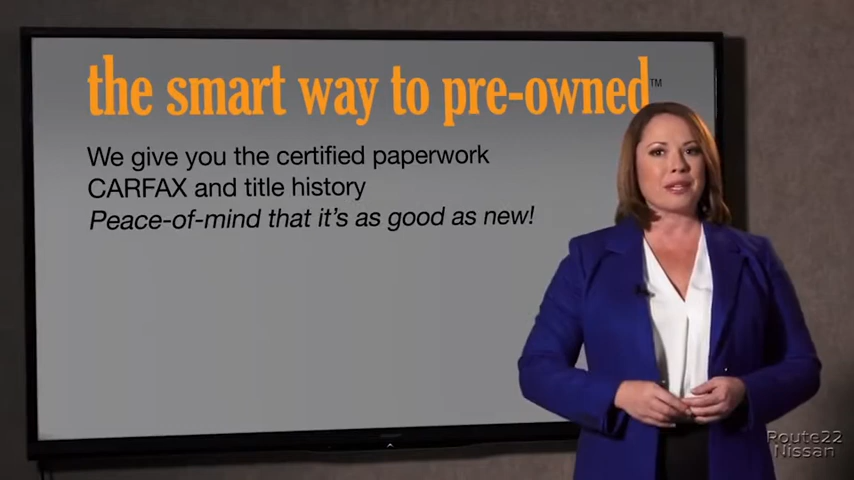 the smart way to pre-owned™
We give you the certified paperwork
CARFAX and title history
Peace-of-mind that it's as good as new!
Route22
Nissan